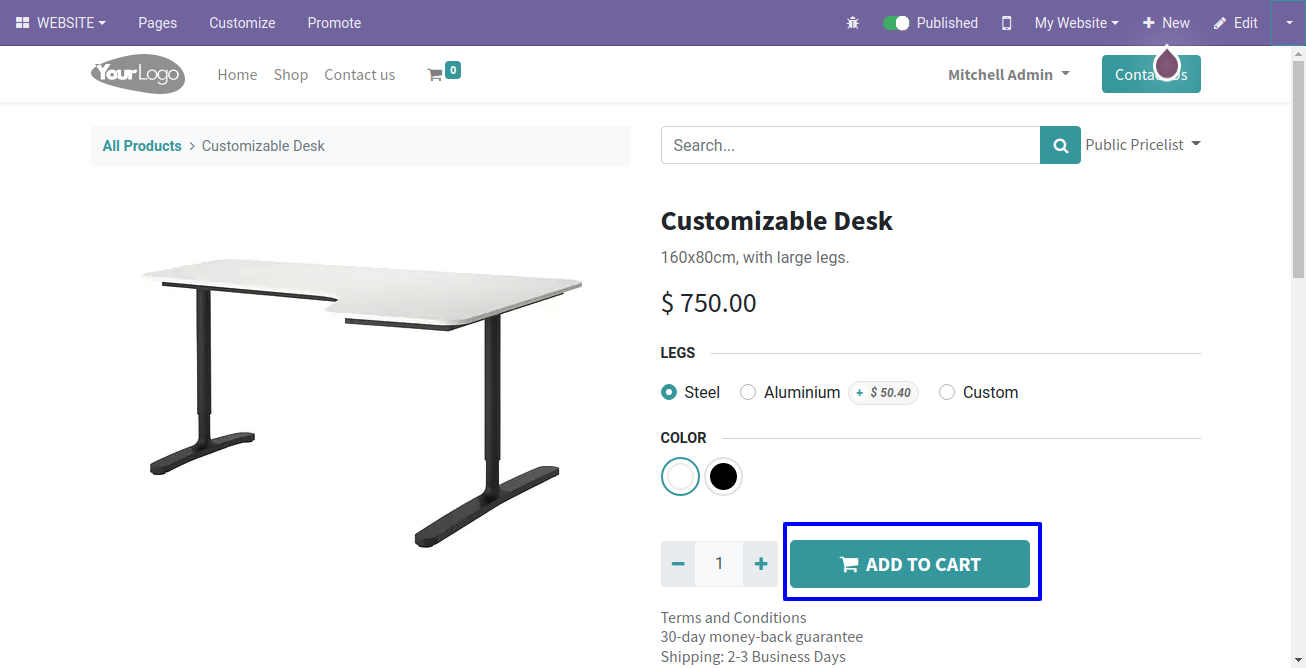 WEBSITE Pages Customize Promote Published My Website New Edit
YourLogo Home Shop Contact us 0 Mitchell Admin Contact Us
All Products > Customizable Desk Search... Public Pricelist
Customizable Desk
160x80cm, with large legs.
$ 750.00
LEGS
Steel Aluminium + $ 50.40 Custom
COLOR
1 ADD TO CART
Terms and Conditions
30-day money-back guarantee
Shipping: 2-3 Business Days